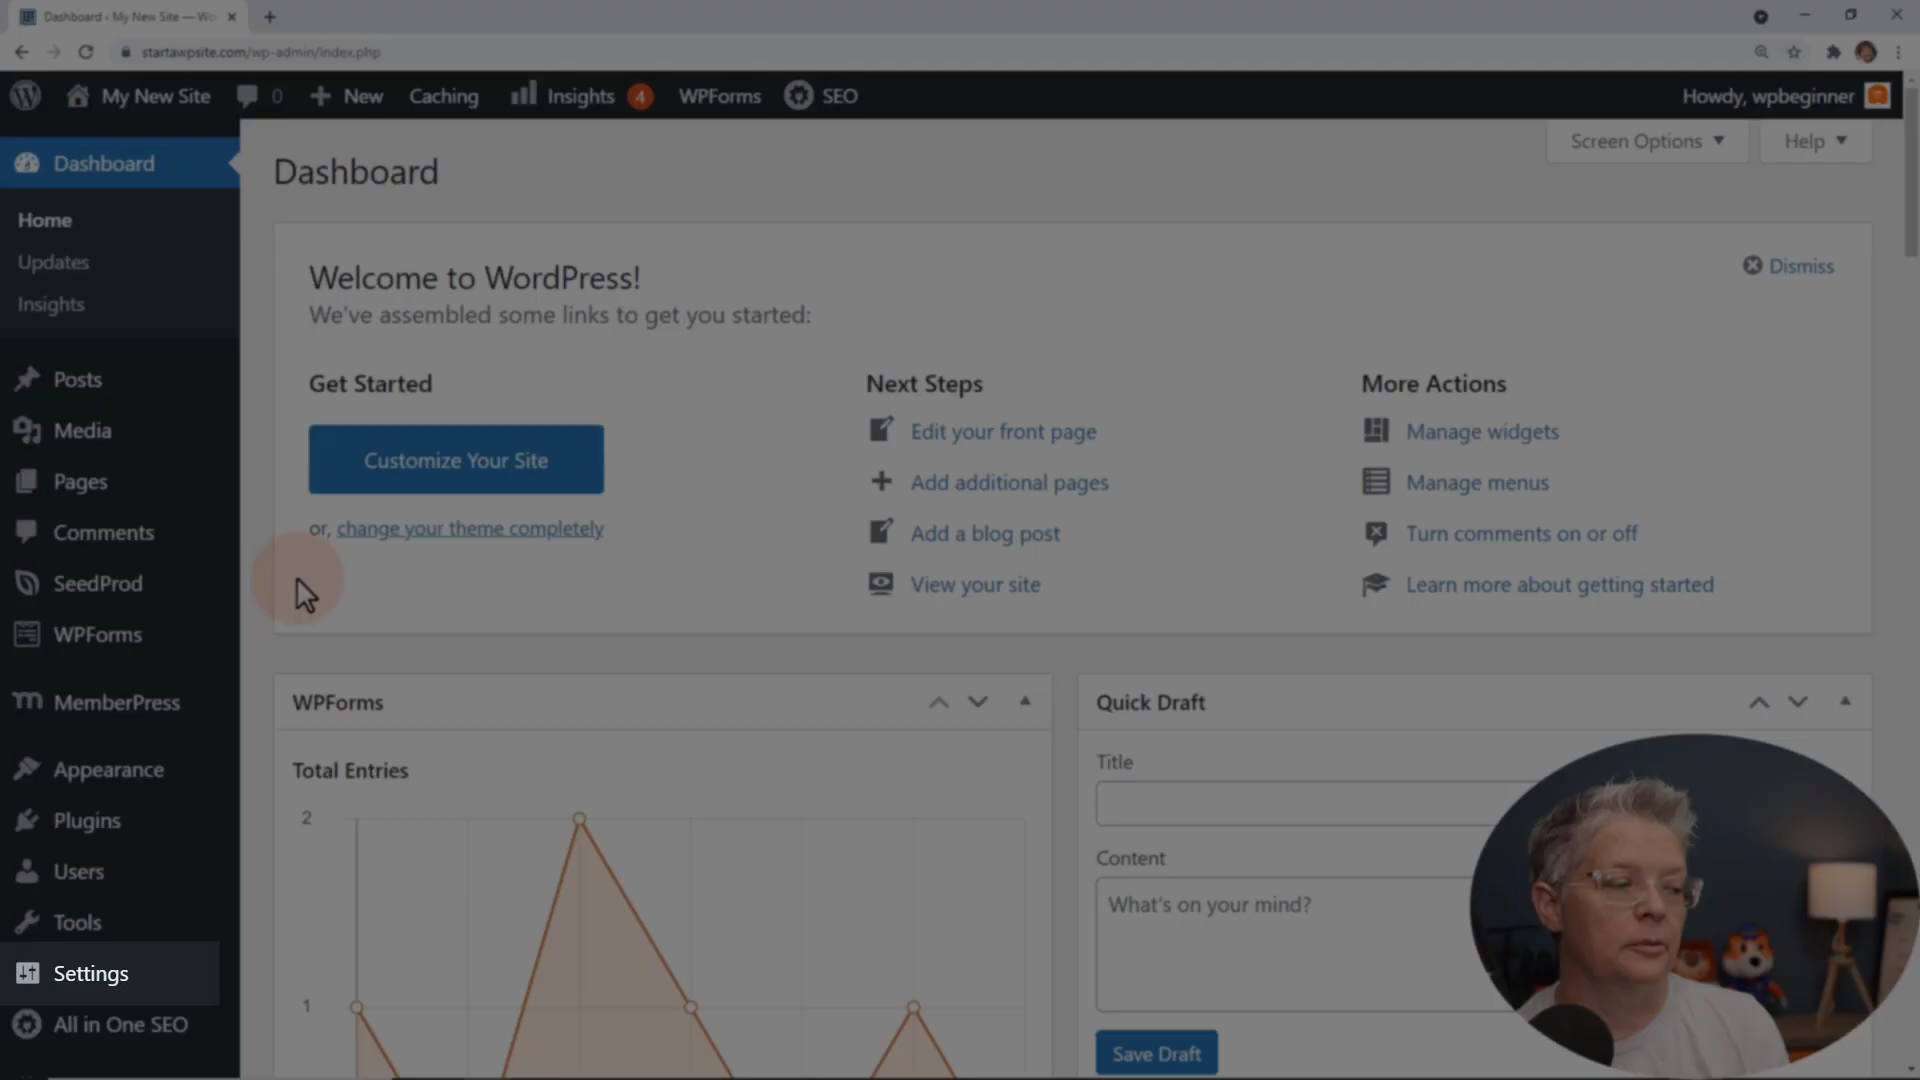 Dashboard ‹ My New Site — Wo
startawpsite.com/wp-admin/index.php
My New Site 0 New Caching Insights 4 WPForms SEO Howdy, wpbeginner
Screen Options Help
Dashboard
Home
Updates
Insights
Posts
Media
Pages
Comments
SeedProd
WPForms
MemberPress
Appearance
Plugins
Users
Tools
Settings
All in One SEO
Dashboard
Welcome to WordPress!
Dismiss
We've assembled some links to get you started:
Get Started
Customize Your Site
or, change your theme completely
Next Steps
Edit your front page
Add additional pages
Add a blog post
View your site
More Actions
Manage widgets
Manage menus
Turn comments on or off
Learn more about getting started
WPForms
Total Entries
2
1
Quick Draft
Title
Content
What's on your mind?
Save Draft